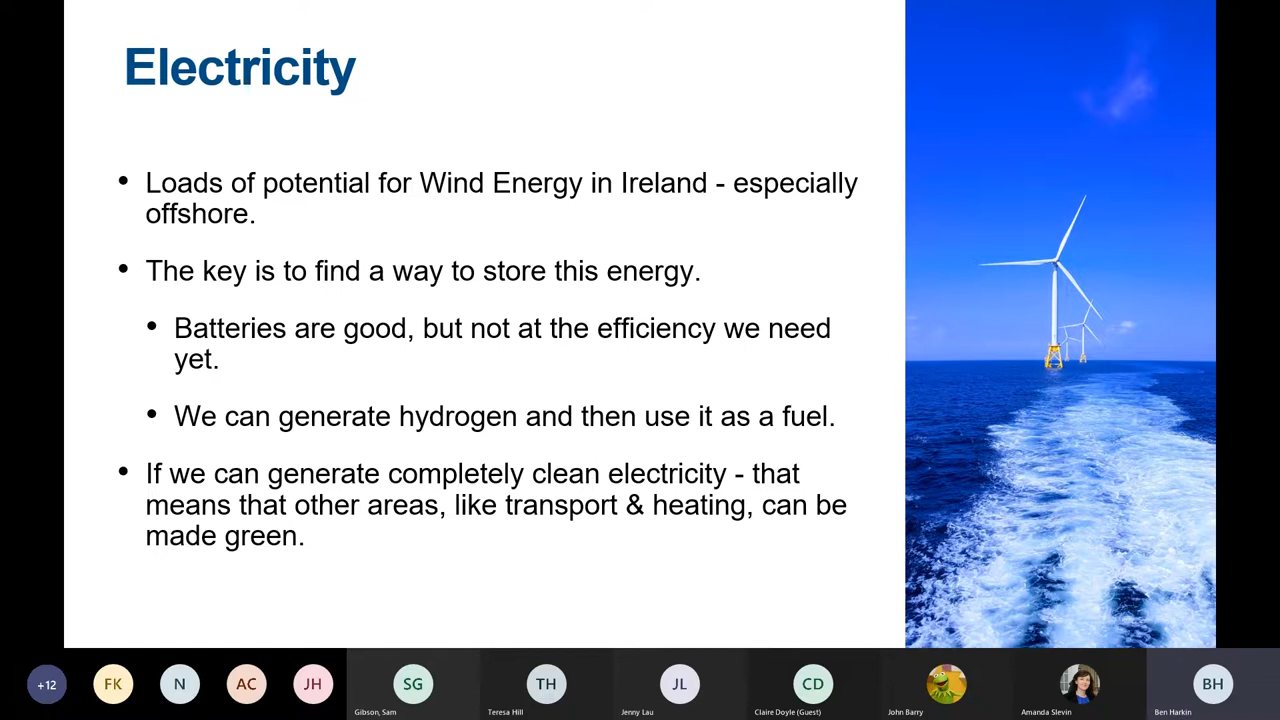 Electricity
• Loads of potential for Wind Energy in Ireland - especially
offshore.
• The key is to find a way to store this energy.
• Batteries are good, but not at the efficiency we need
yet.
• We can generate hydrogen and then use it as a fuel.
• If we can generate completely clean electricity - that
means that other areas, like transport & heating, can be
made green.
+12 FK N AC JH SG TH JL CD BH
Gibson, Sam Teresa Hill Jenny Lau Claire Doyle (Guest) John Barry Amanda Slevin Ben Harkin